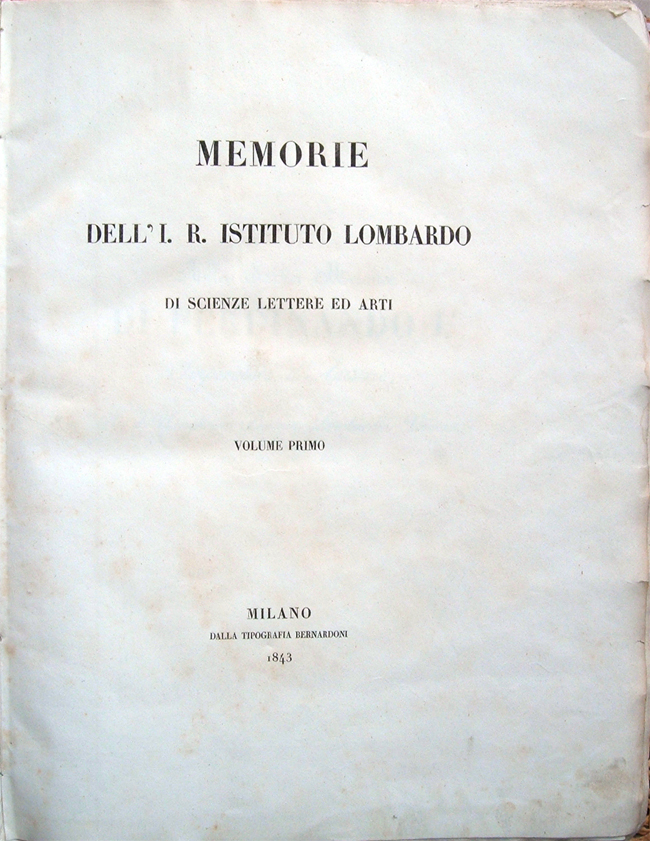 MEMORIE
DELL' I. R. ISTITUTO LOMBARDO
DI SCIENZE LETTERE ED ARTI
VOLUME PRIMO
MILANO
DALLA TIPOGRAFIA BERNARDONI
1843